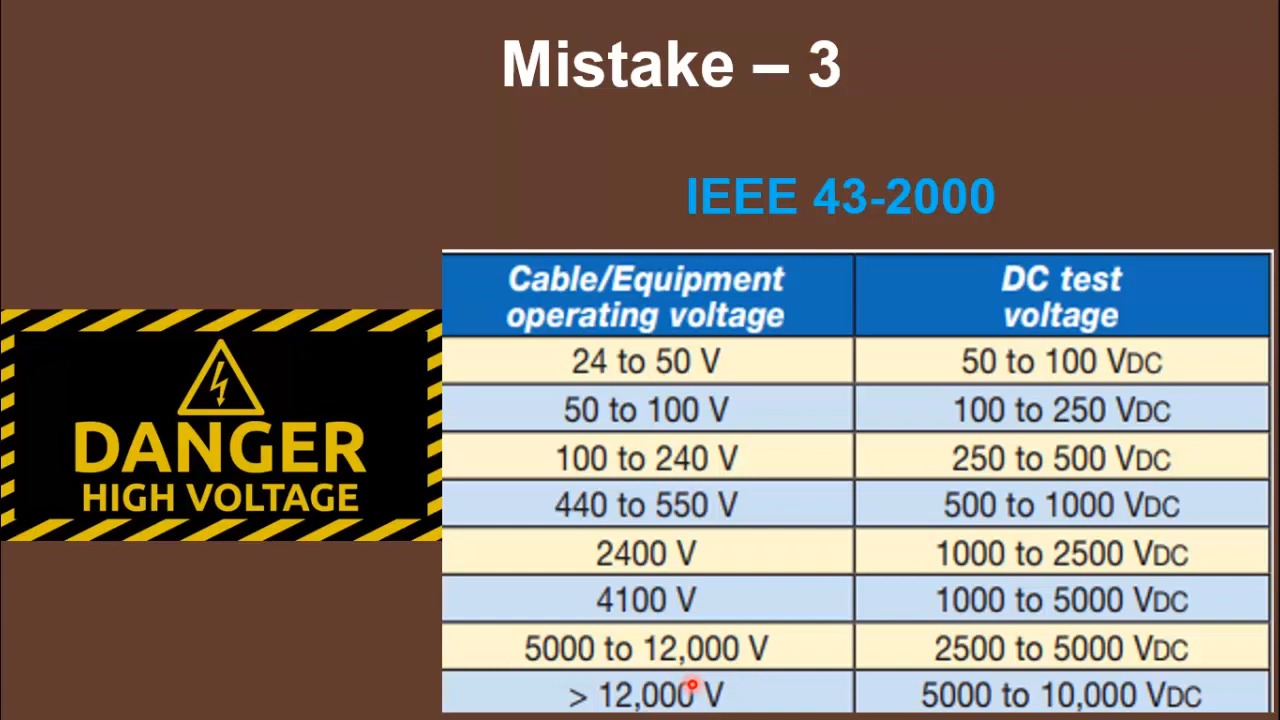 Mistake – 3
IEEE 43-2000
DANGER
HIGH VOLTAGE
Cable/Equipment operating voltage DC test voltage
24 to 50 V 50 to 100 VDC
50 to 100 V 100 to 250 VDC
100 to 240 V 250 to 500 VDC
440 to 550 V 500 to 1000 VDC
2400 V 1000 to 2500 VDC
4100 V 1000 to 5000 VDC
5000 to 12,000 V 2500 to 5000 VDC
> 12,000 V 5000 to 10,000 VDC